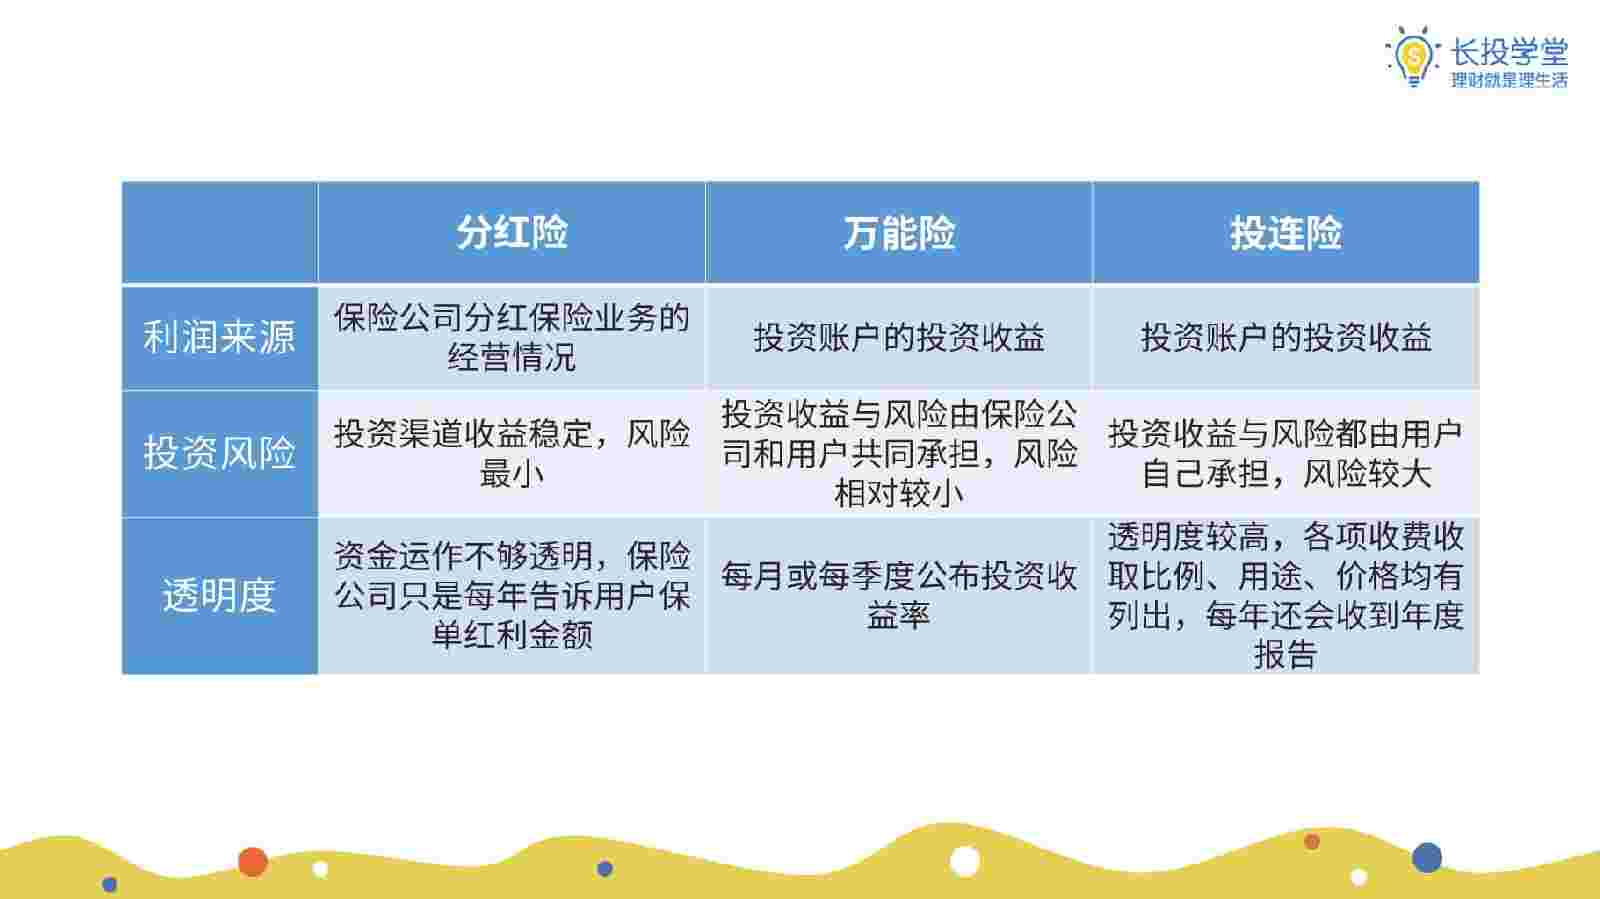 长投学堂
理财就是理生活
分红险
万能险
投连险
利润来源
保险公司分红保险业务的
经营情况
投资账户的投资收益
投资账户的投资收益
投资风险
投资渠道收益稳定，风险
最小
投资收益与风险由保险公
司和用户共同承担，风险
相对较小
投资收益与风险都由用户
自己承担，风险较大
透明度
资金运作不够透明，保险
公司只是每年告诉用户保
单红利金额
每月或每季度公布投资收
益率
透明度较高，各项收费收
取比例、用途、价格均有
列出，每年还会收到年度
报告